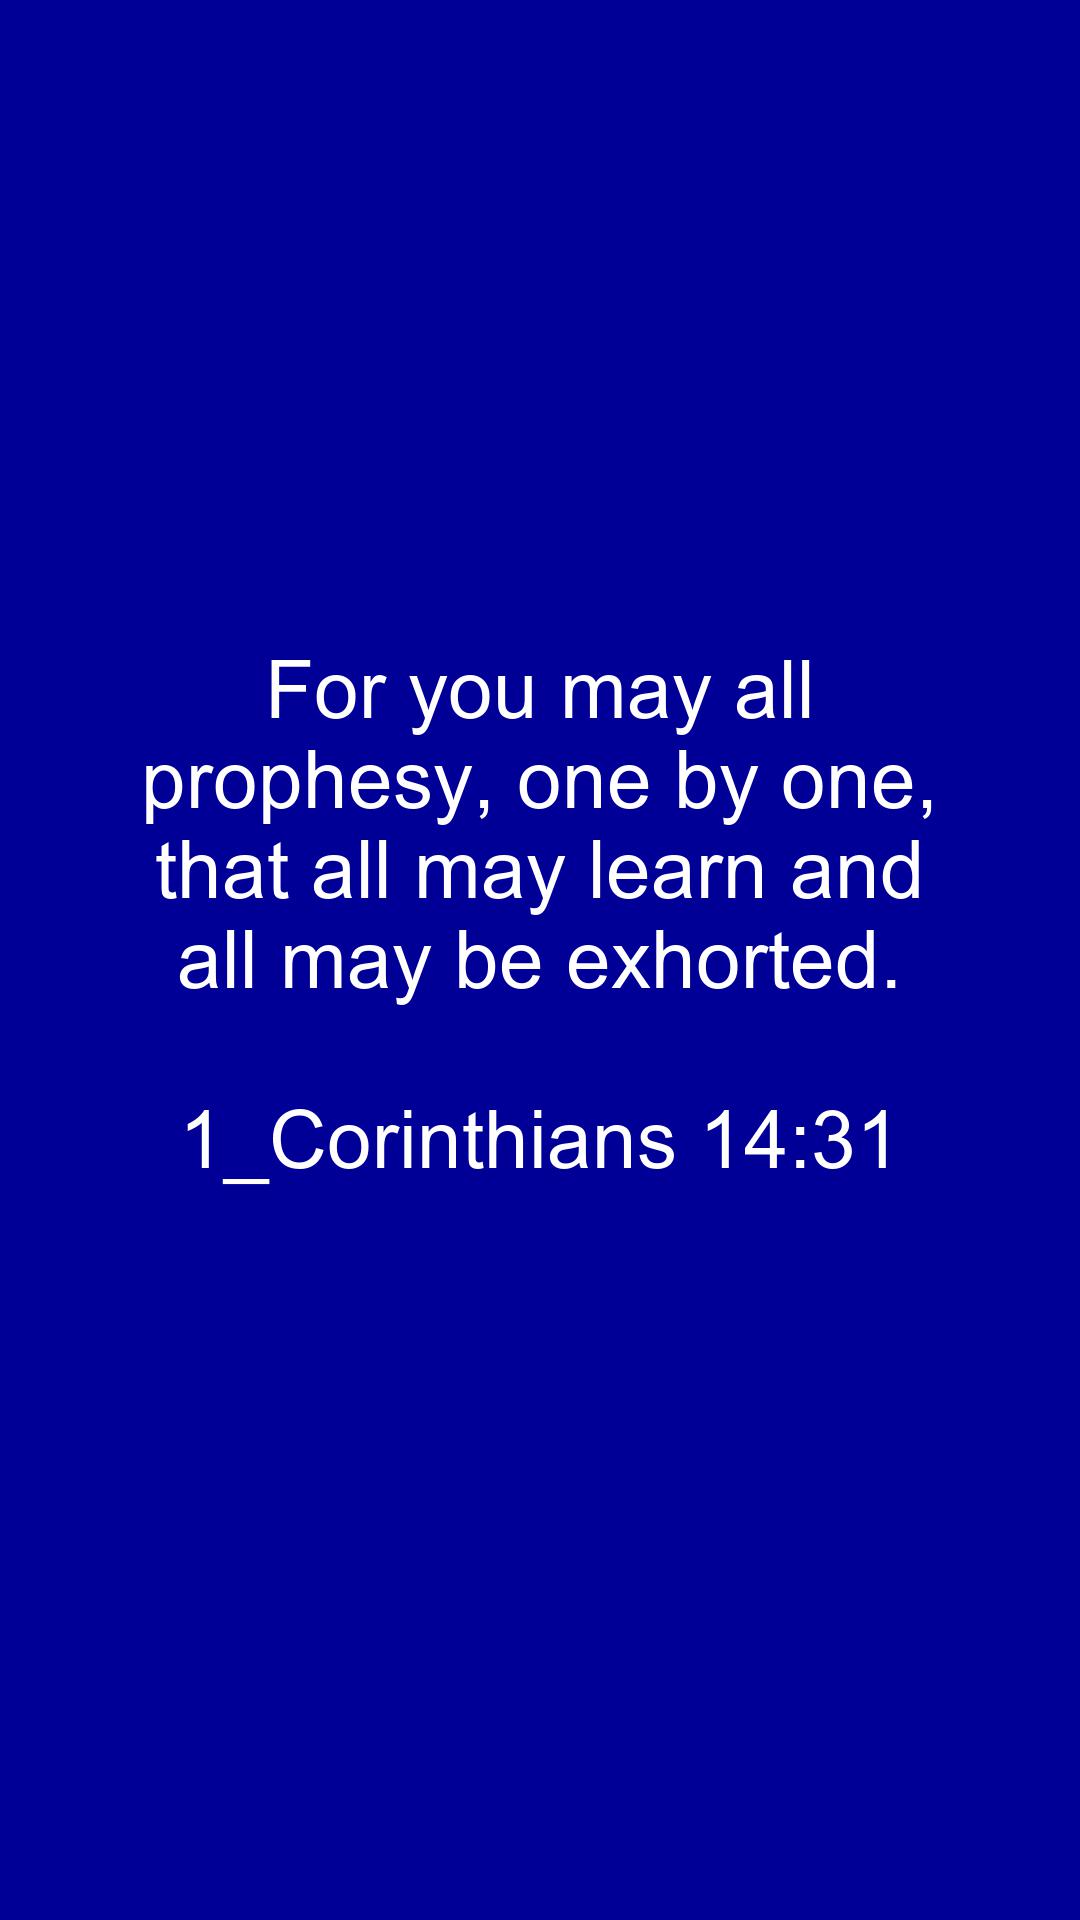 For you may all
prophesy, one by one,
that all may learn and
all may be exhorted.
1_Corinthians 14:31